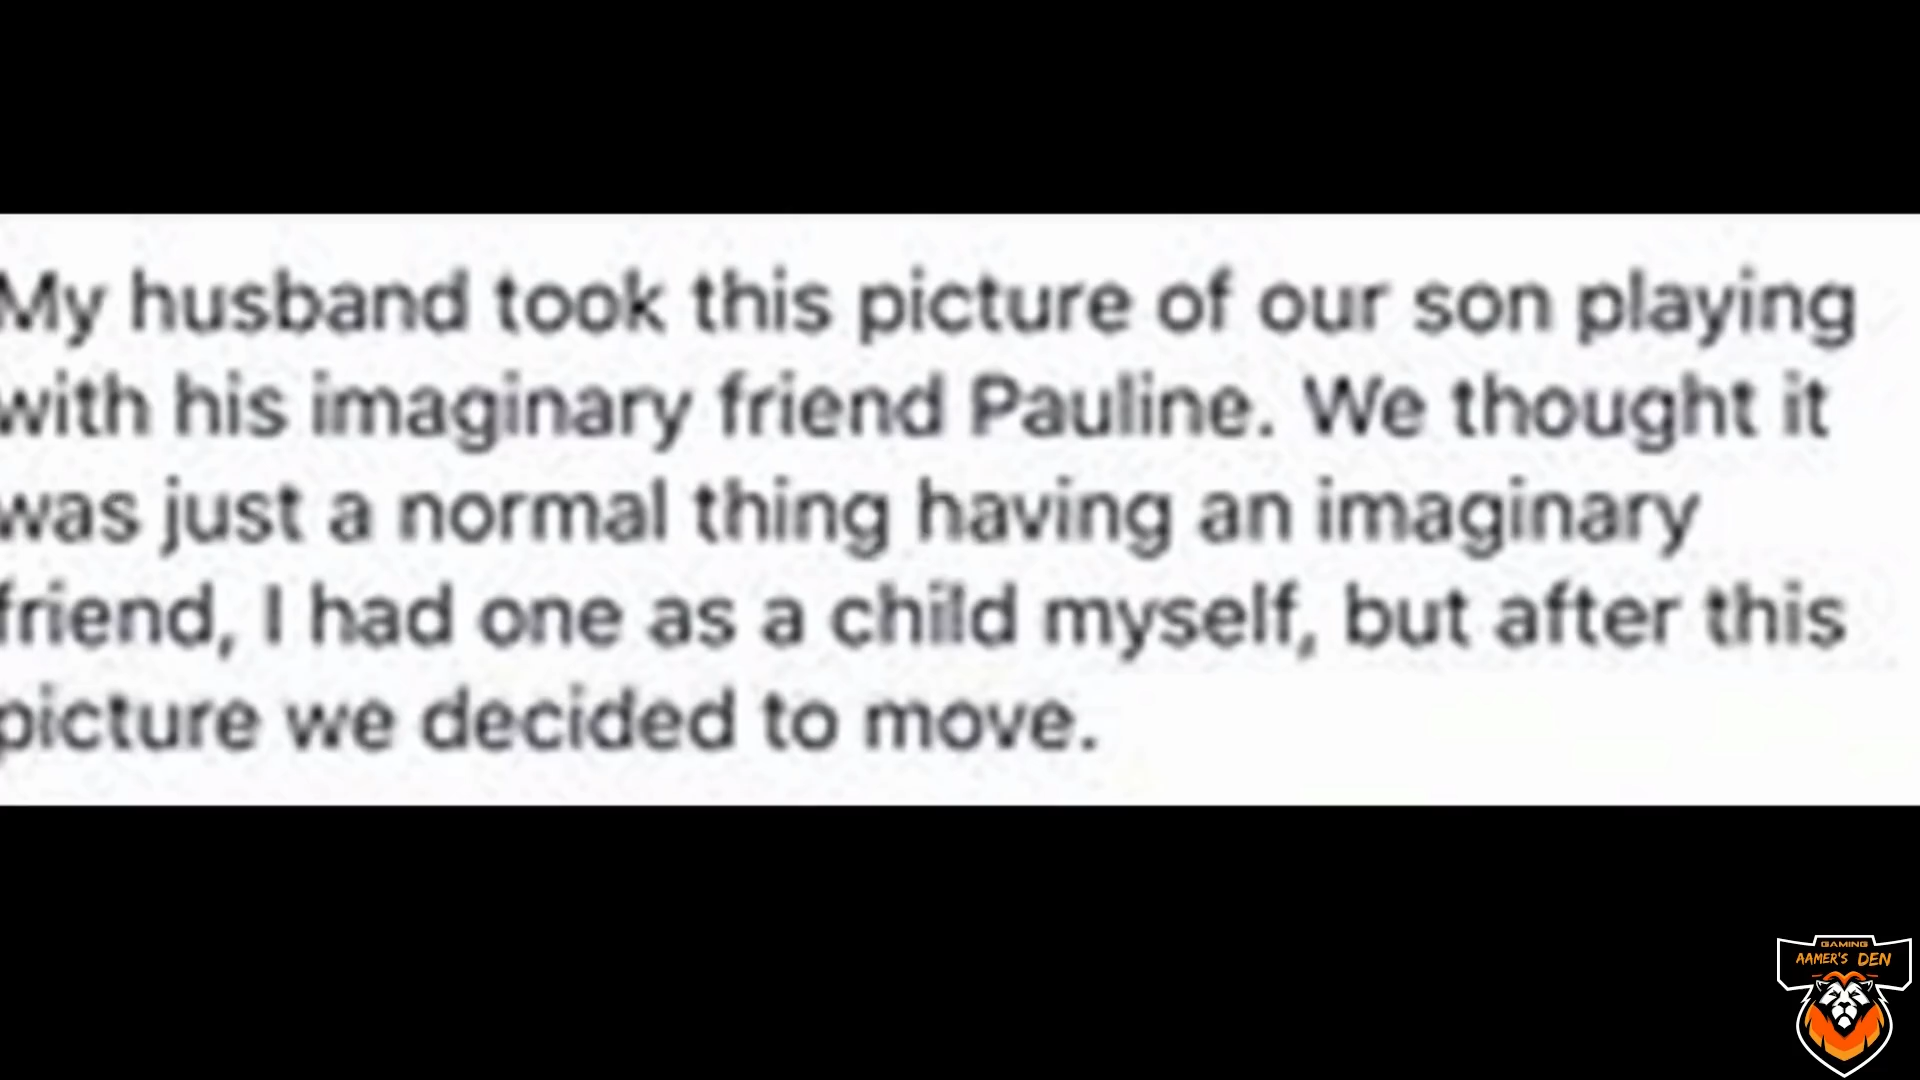 My husband took this picture of our son playing
with his imaginary friend Pauline. We thought it
was just a normal thing having an imaginary
friend, I had one as a child myself, but after this
picture we decided to move.
GAMING
AAMER'S DEN